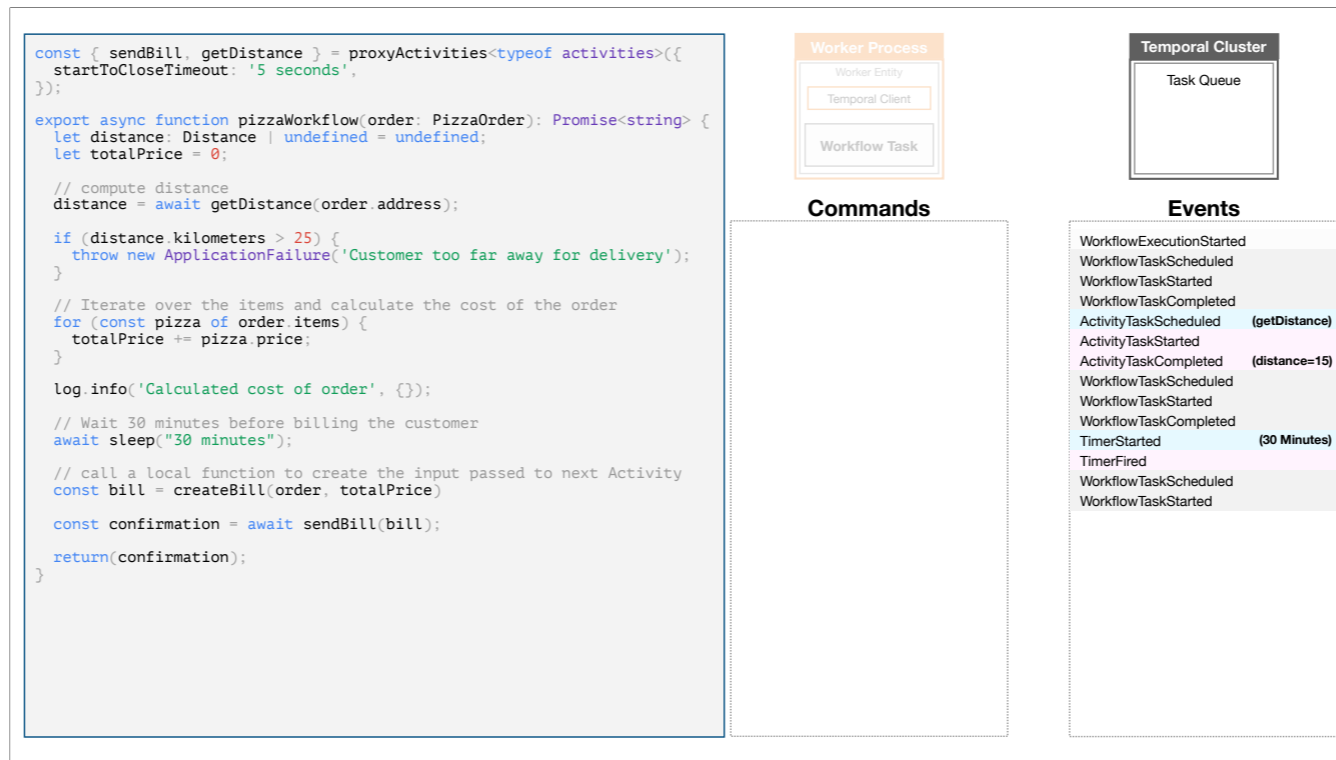 const { sendBill, getDistance } = proxyActivities<typeof activities>({
  startToCloseTimeout: '5 seconds',
});
export async function pizzaWorkflow(order: PizzaOrder): Promise<string> {
  let distance: Distance | undefined = undefined;
  let totalPrice = 0;
  // compute distance
  distance = await getDistance(order.address);
  if (distance.kilometers > 25) {
    throw new ApplicationFailure('Customer too far away for delivery');
  }
  // Iterate over the items and calculate the cost of the order
  for (const pizza of order.items) {
    totalPrice += pizza.price;
  }
  log.info('Calculated cost of order', {});
  // Wait 30 minutes before billing the customer
  await sleep("30 minutes");
  // call a local function to create the input passed to next Activity
  const bill = createBill(order, totalPrice)
  const confirmation = await sendBill(bill);
  return(confirmation);
}
Worker Process
Worker Entity
Temporal Client
Workflow Task
Commands
Temporal Cluster
Task Queue
Events
WorkflowExecutionStarted
WorkflowTaskScheduled
WorkflowTaskStarted
WorkflowTaskCompleted
ActivityTaskScheduled (getDistance)
ActivityTaskStarted
ActivityTaskCompleted (distance=15)
WorkflowTaskScheduled
WorkflowTaskStarted
WorkflowTaskCompleted
TimerStarted (30 Minutes)
TimerFired
WorkflowTaskScheduled
WorkflowTaskStarted